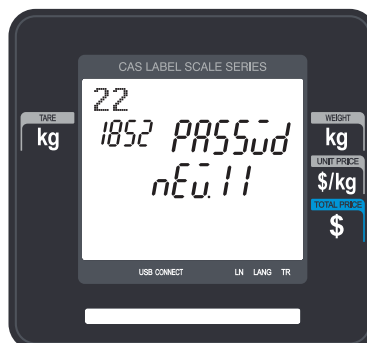 CAS LABEL SCALE SERIES
22
1852 PASSwd
nEw.11
TARE
kg
WEIGHT
kg
UNIT PRICE
$/kg
TOTAL PRICE
$
USB CONNECT LN LANG TR